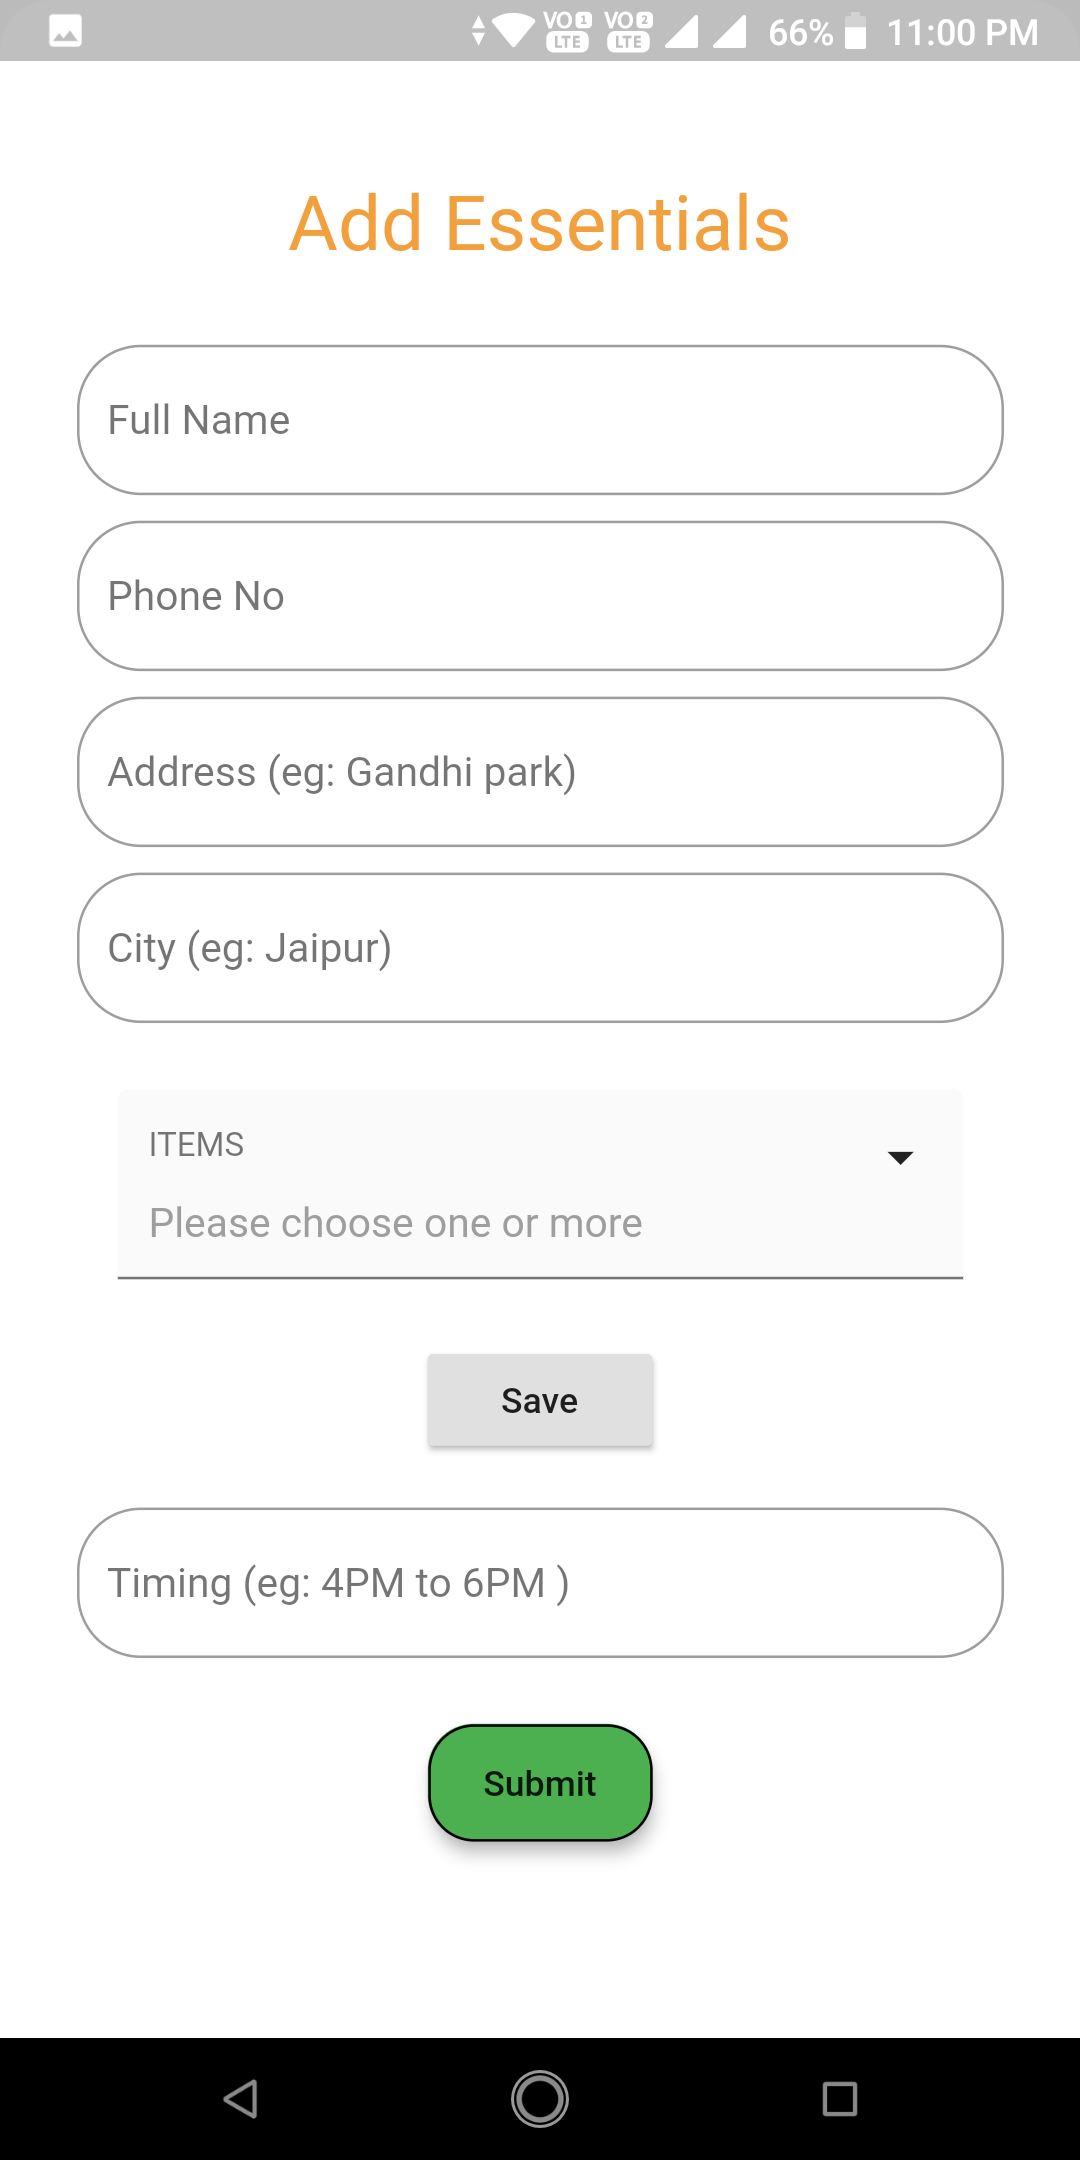 VO 1 LTE VO 2 LTE 66% 11:00 PM
Add Essentials
Full Name
Phone No
Address (eg: Gandhi park)
City (eg: Jaipur)
ITEMS
Please choose one or more
Save
Timing (eg: 4PM to 6PM )
Submit